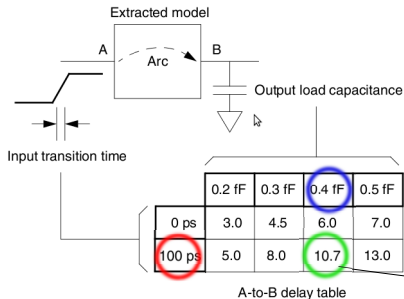 Extracted model
A
B
Arc
Output load capacitance
Input transition time
0.2 fF 0.3 fF 0.4 fF 0.5 fF
0 ps 3.0 4.5 6.0 7.0
100 ps 5.0 8.0 10.7 13.0
A-to-B delay table